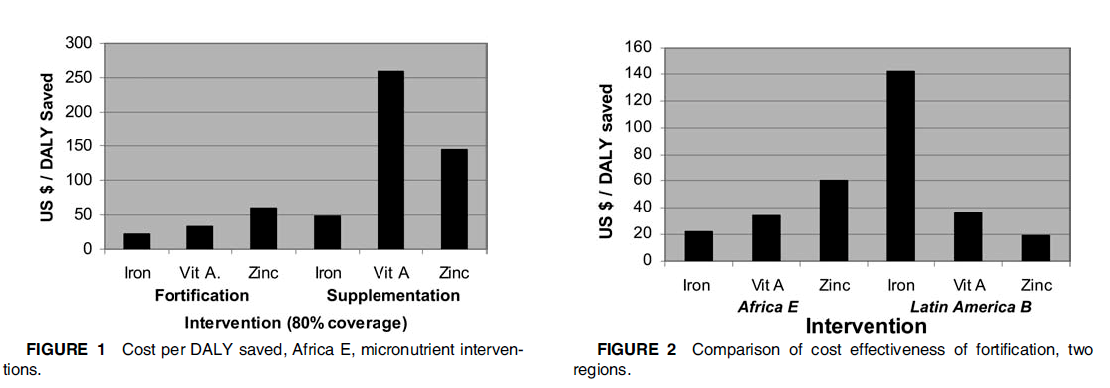 300
250
200
150
100
50
0
US $ / DALY Saved
Iron Vit A. Zinc Iron Vit A Zinc
Fortification Supplementation
Intervention (80% coverage)
FIGURE 1 Cost per DALY saved, Africa E, micronutrient interven-
tions.
160
140
120
100
80
60
40
20
0
US $ / DALY saved
Iron Vit A Zinc Iron Vit A Zinc
Africa E Latin America B
Intervention
FIGURE 2 Comparison of cost effectiveness of fortification, two
regions.